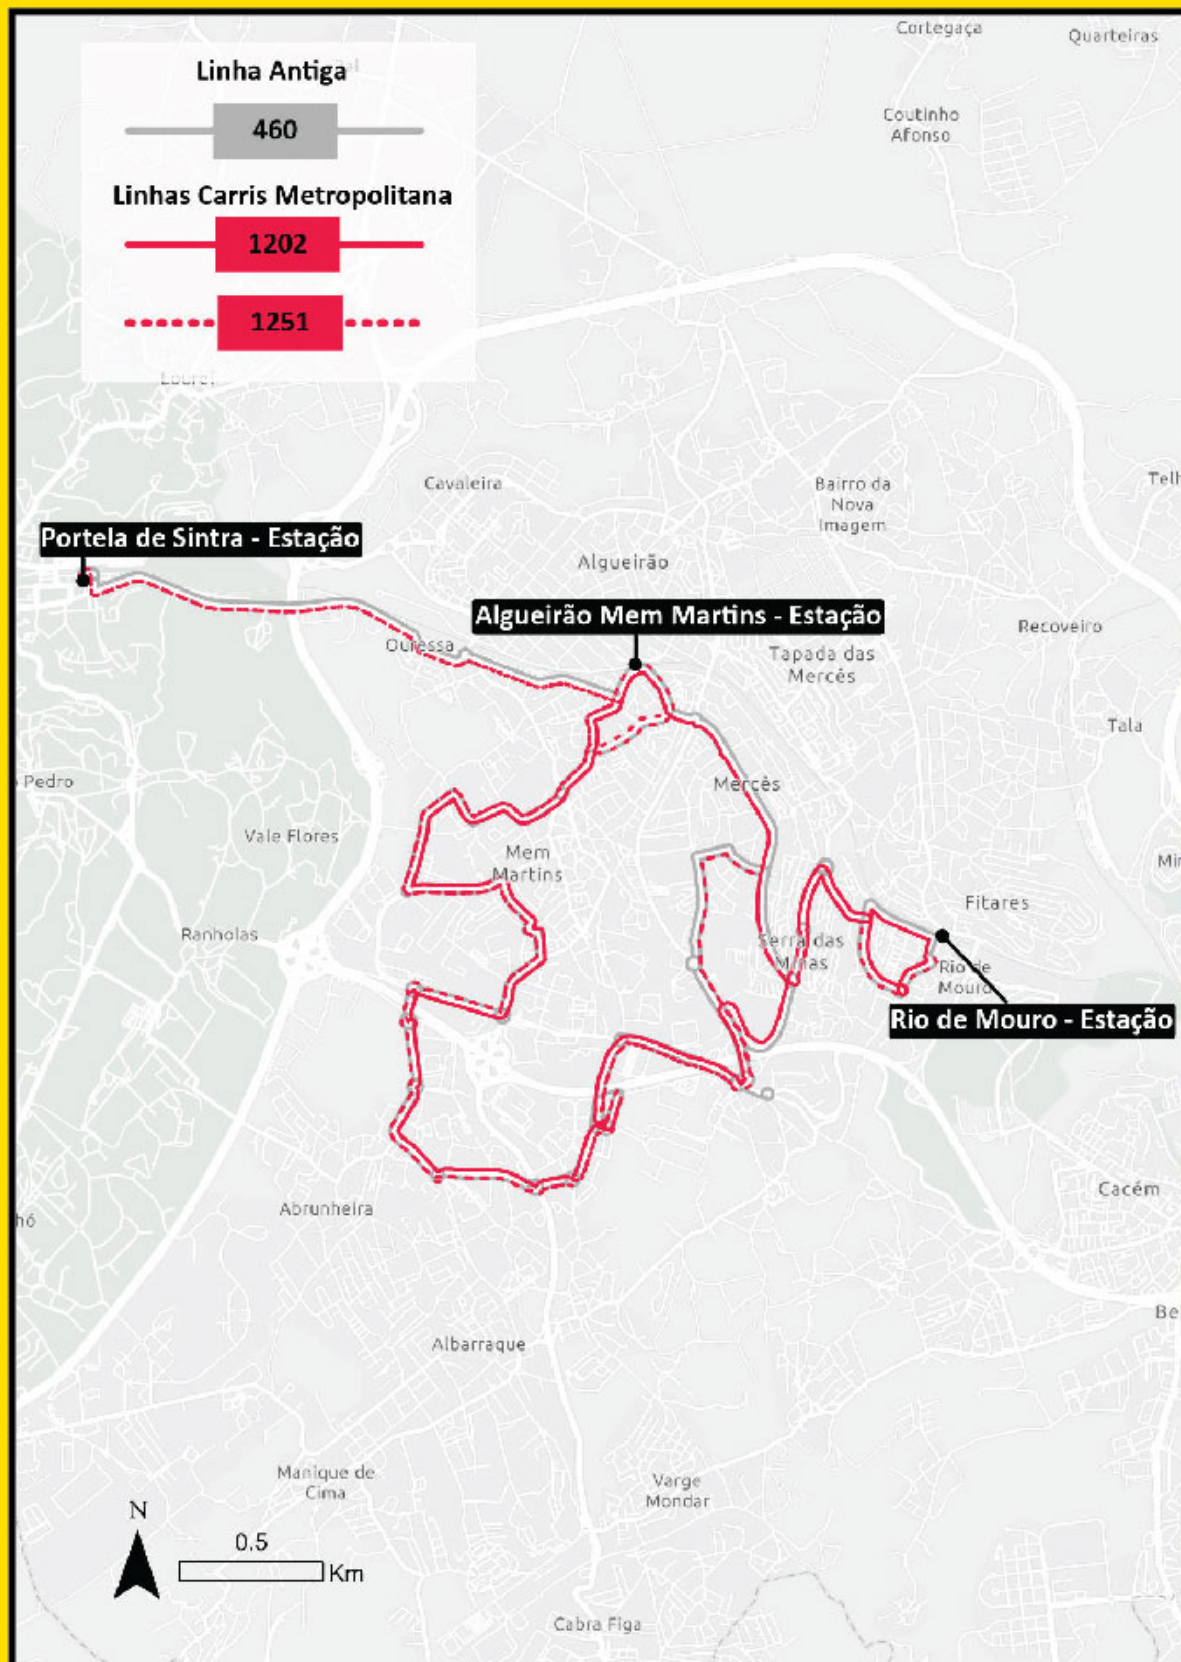 Linha Antiga
460
Linhas Carris Metropolitana
1202
1251
Cortegaça
Quarteiras
Coutinho
Afonso
Cavaleira
Bairro da
Nova
Imagem
Portela de Sintra - Estação
Algueirão
Algueirão Mem Martins - Estação
Recoveiro
Ouressa
Tapada das
Mercês
Tala
Pedro
Mercês
Vale Flores
Mem
Martins
Fitares
Ranholas
Serra das
Minas
Rio de
Mouro
Rio de Mouro - Estação
Cacém
Abrunheira
Albarraque
Manique de
Cima
Varge
Mondar
N
0.5
Km
Cabra Figa